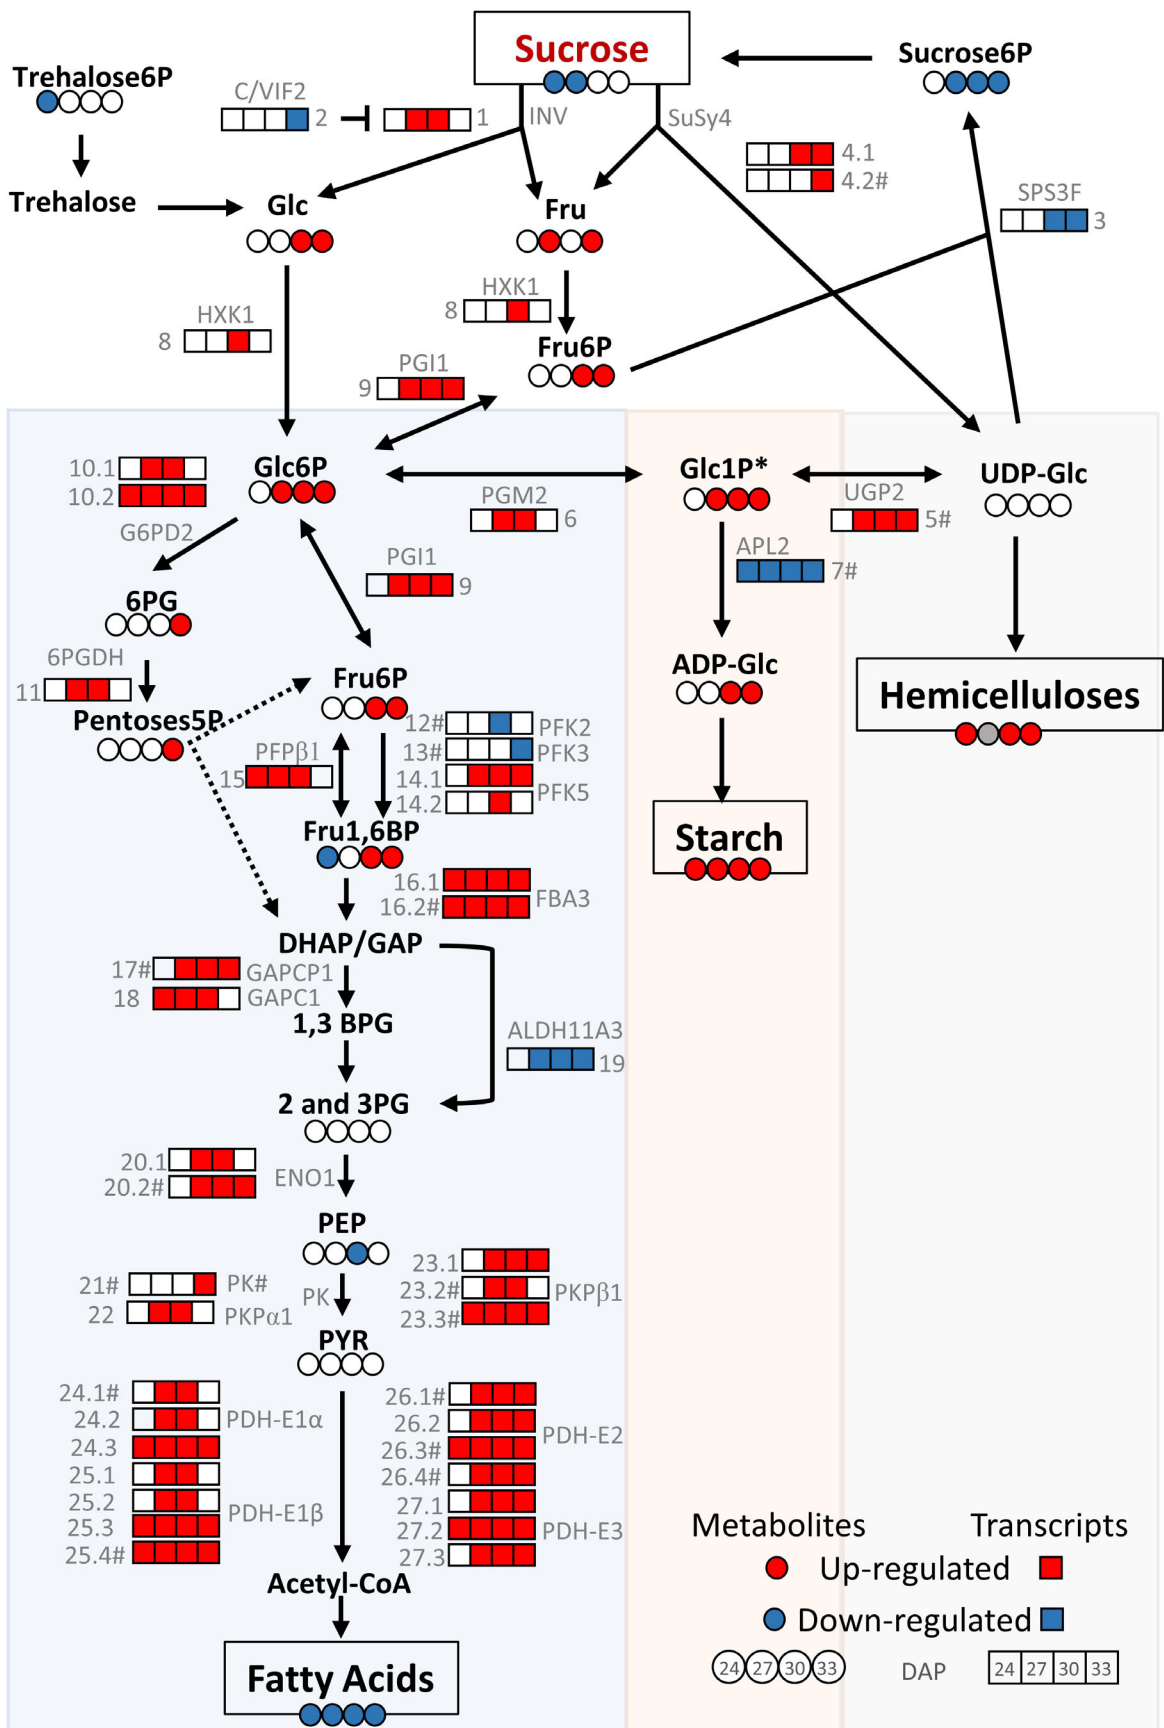 Sucrose
Sucrose6P
Trehalose6P
C/VIF2
2
1
INV
SuSy4
4.1
4.2#
SPS3F
3
Trehalose
Glc
Fru
HXK1
8
HXK1
8
Fru6P
PGI1
9
10.1
10.2
G6PD2
Glc6P
PGM2
6
Glc1P*
UGP2
5#
UDP-Glc
APL2
7#
PGI1
9
6PG
6PGDH
11
Pentoses5P
Fru6P
ADP-Glc
Hemicelluloses
12#
PFK2
13#
PFK3
14.1
14.2
PFK5
PFPβ1
15
Fru1,6BP
Starch
16.1
16.2#
FBA3
DHAP/GAP
17#
GAPCP1
18
GAPC1
1,3 BPG
ALDH11A3
19
2 and 3PG
20.1
20.2#
ENO1
PEP
21#
PK#
22
PKPα1
PK
23.1
23.2#
23.3#
PKPβ1
PYR
24.1#
24.2
24.3
PDH-E1α
25.1
25.2
25.3
25.4#
PDH-E1β
26.1#
26.2
26.3#
26.4#
PDH-E2
27.1
27.2
27.3
PDH-E3
Acetyl-CoA
Fatty Acids
Metabolites
Transcripts
Up-regulated
Down-regulated
24 27 30 33
DAP
24 27 30 33